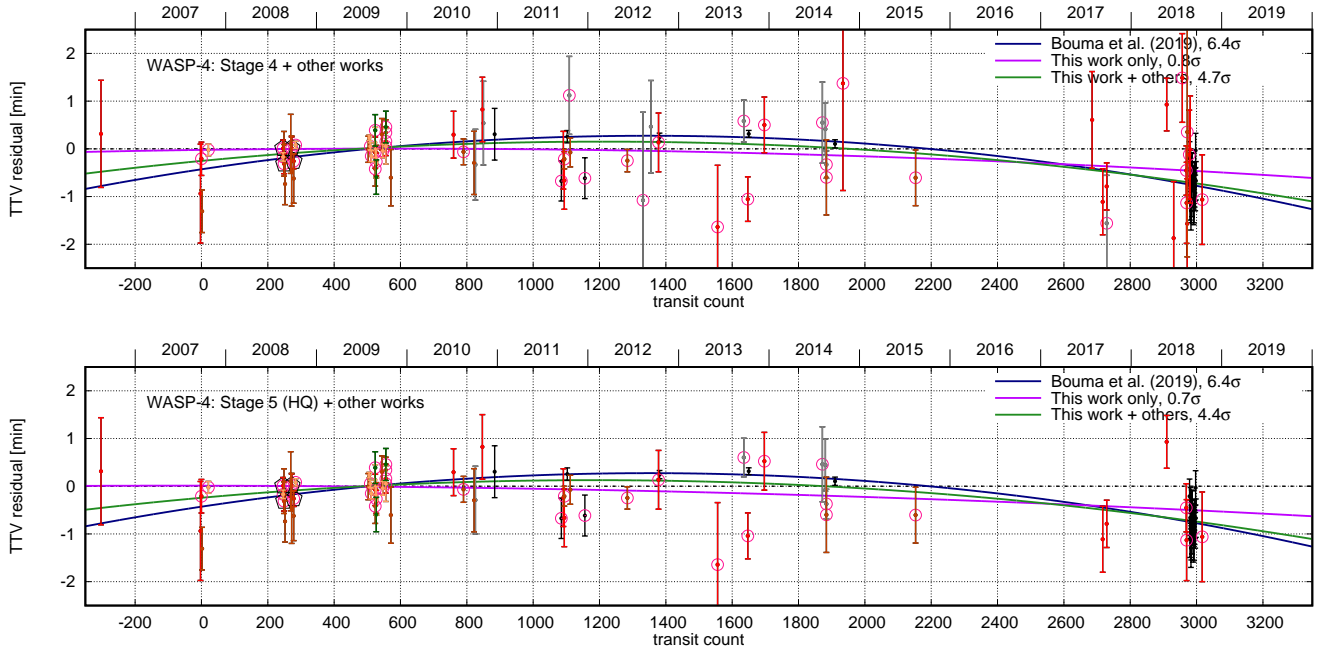 2007 2008 2009 2010 2011 2012 2013 2014 2015 2016 2017 2018 2019
WASP-4: Stage 4 + other works
Bouma et al. (2019), 6.4σ
This work only, 0.8σ
This work + others, 4.7σ
TTV residual [min]
2
1
0
-1
-2
-200 0 200 400 600 800 1000 1200 1400 1600 1800 2000 2200 2400 2600 2800 3000 3200
transit count
2007 2008 2009 2010 2011 2012 2013 2014 2015 2016 2017 2018 2019
WASP-4: Stage 5 (HQ) + other works
Bouma et al. (2019), 6.4σ
This work only, 0.7σ
This work + others, 4.4σ
TTV residual [min]
2
1
0
-1
-2
-200 0 200 400 600 800 1000 1200 1400 1600 1800 2000 2200 2400 2600 2800 3000 3200
transit count